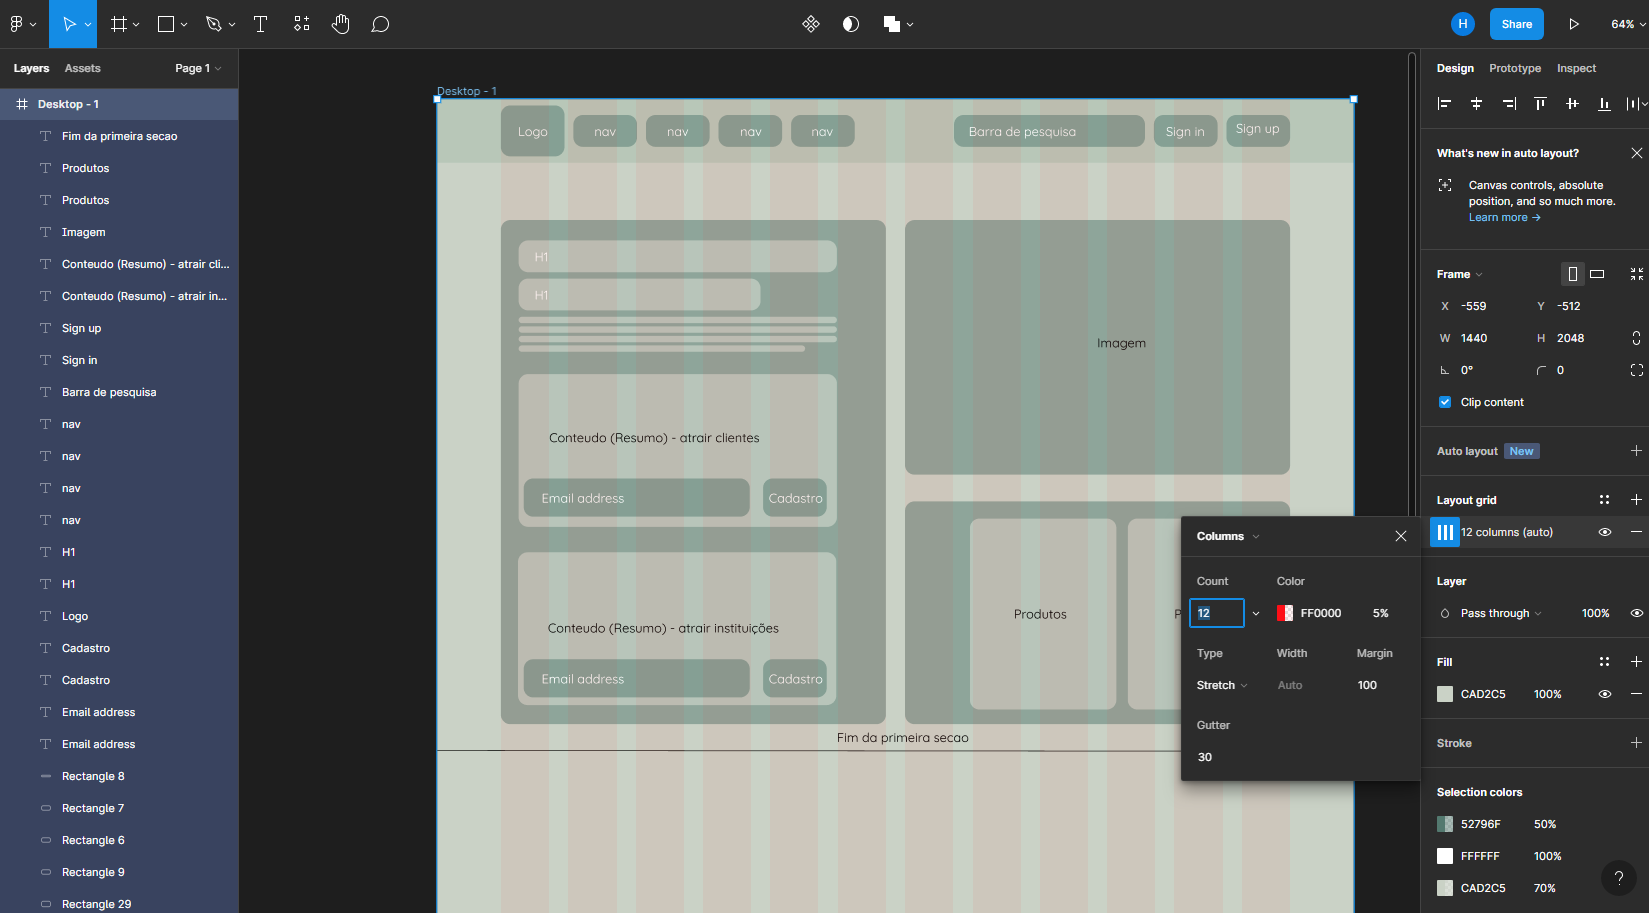 H
Share
64%
Layers
Assets
Page 1
Desktop - 1
Fim da primeira secao
Produtos
Produtos
Imagem
Conteudo (Resumo) - atrair cli...
Conteudo (Resumo) - atrair in...
Sign up
Sign in
Barra de pesquisa
nav
nav
nav
nav
H1
H1
Logo
Cadastro
Cadastro
Email address
Email address
Rectangle 8
Rectangle 7
Rectangle 6
Rectangle 9
Rectangle 29
Desktop - 1
Logo
nav
nav
nav
nav
Barra de pesquisa
Sign in
Sign up
H1
H1
Conteudo (Resumo) - atrair clientes
Email address
Cadastro
Conteudo (Resumo) - atrair instituições
Email address
Cadastro
Imagem
Produtos
P
Fim da primeira secao
Columns
Count
Color
12
FF0000
5%
Type
Width
Margin
Stretch
Auto
100
Gutter
30
Design
Prototype
Inspect
What's new in auto layout?
Canvas controls, absolute
position, and so much more.
Learn more →
Frame
X -559
Y -512
W 1440
H 2048
0°
0
Clip content
Auto layout New
Layout grid
12 columns (auto)
Layer
Pass through
100%
Fill
CAD2C5
100%
Stroke
Selection colors
52796F
50%
FFFFFF
100%
CAD2C5
70%
?